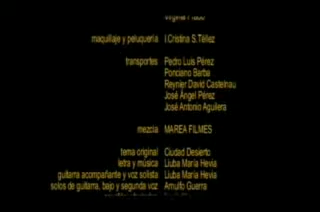 maquillaje y peluquería I.Cristina S.Téllez
transportes Pedro Luis Pérez
Ponciano Barba
Reynier David Castelnau
José Ángel Pérez
José Antonio Aguilera
mezcla MAREA FILMES
tema original Ciudad Desierto
letra y música Liuba María Hevia
guitarra acompañante y voz solista Liuba María Hevia
solos de guitarra, bajo y segunda voz Arnulfo Guerra